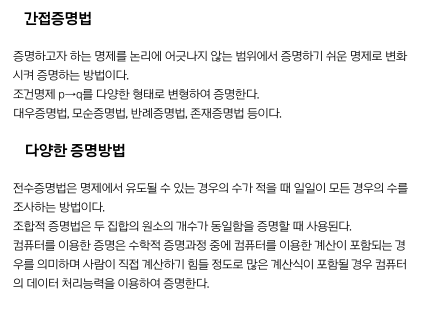 간접증명법
증명하고자 하는 명제를 논리에 어긋나지 않는 범위에서 증명하기 쉬운 명제로 변화
시켜 증명하는 방법이다.
조건명제 p→q를 다양한 형태로 변형하여 증명한다.
대우증명법, 모순증명법, 반례증명법, 존재증명법 등이다.
다양한 증명방법
전수증명법은 명제에서 유도될 수 있는 경우의 수가 적을 때 일일이 모든 경우의 수를
조사하는 방법이다.
조합적 증명법은 두 집합의 원소의 개수가 동일함을 증명할 때 사용된다.
컴퓨터를 이용한 증명은 수학적 증명과정 중에 컴퓨터를 이용한 계산이 포함되는 경
우를 의미하며 사람이 직접 계산하기 힘들 정도로 많은 계산식이 포함될 경우 컴퓨터
의 데이터 처리능력을 이용하여 증명한다.